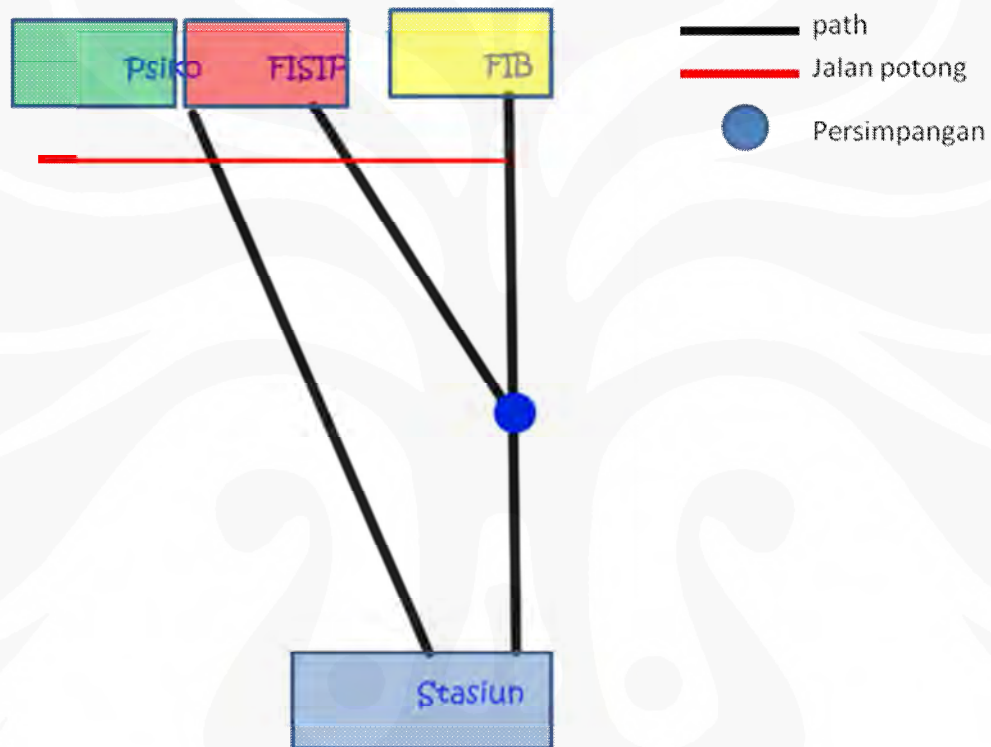 Psiko
FISIP
FIB
path
Jalan potong
Persimpangan
Stasiun